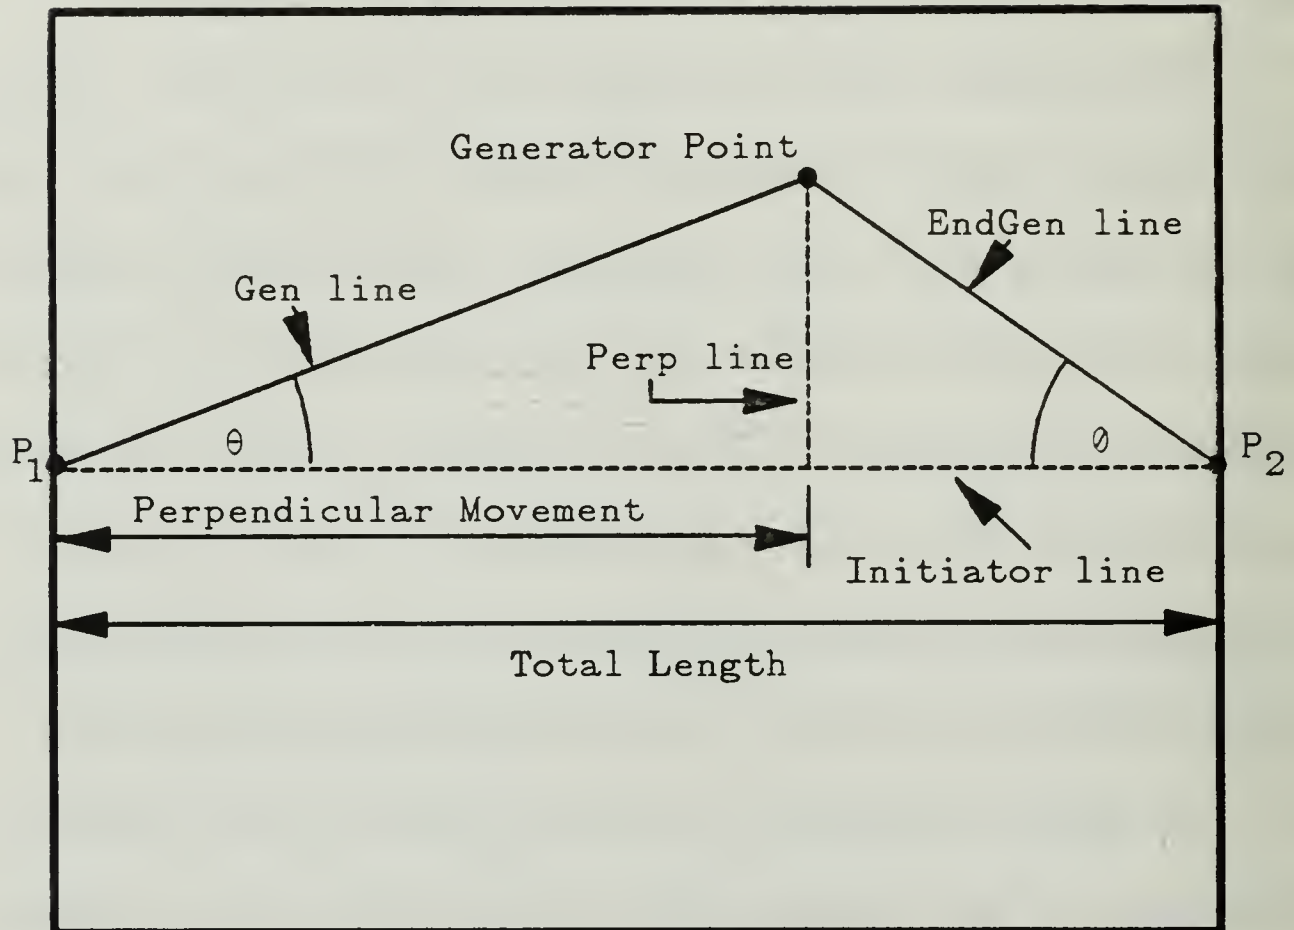 Generator Point
EndGen line
Gen line
Perp line
θ
Ø
P1
P2
Perpendicular Movement
Initiator line
Total Length